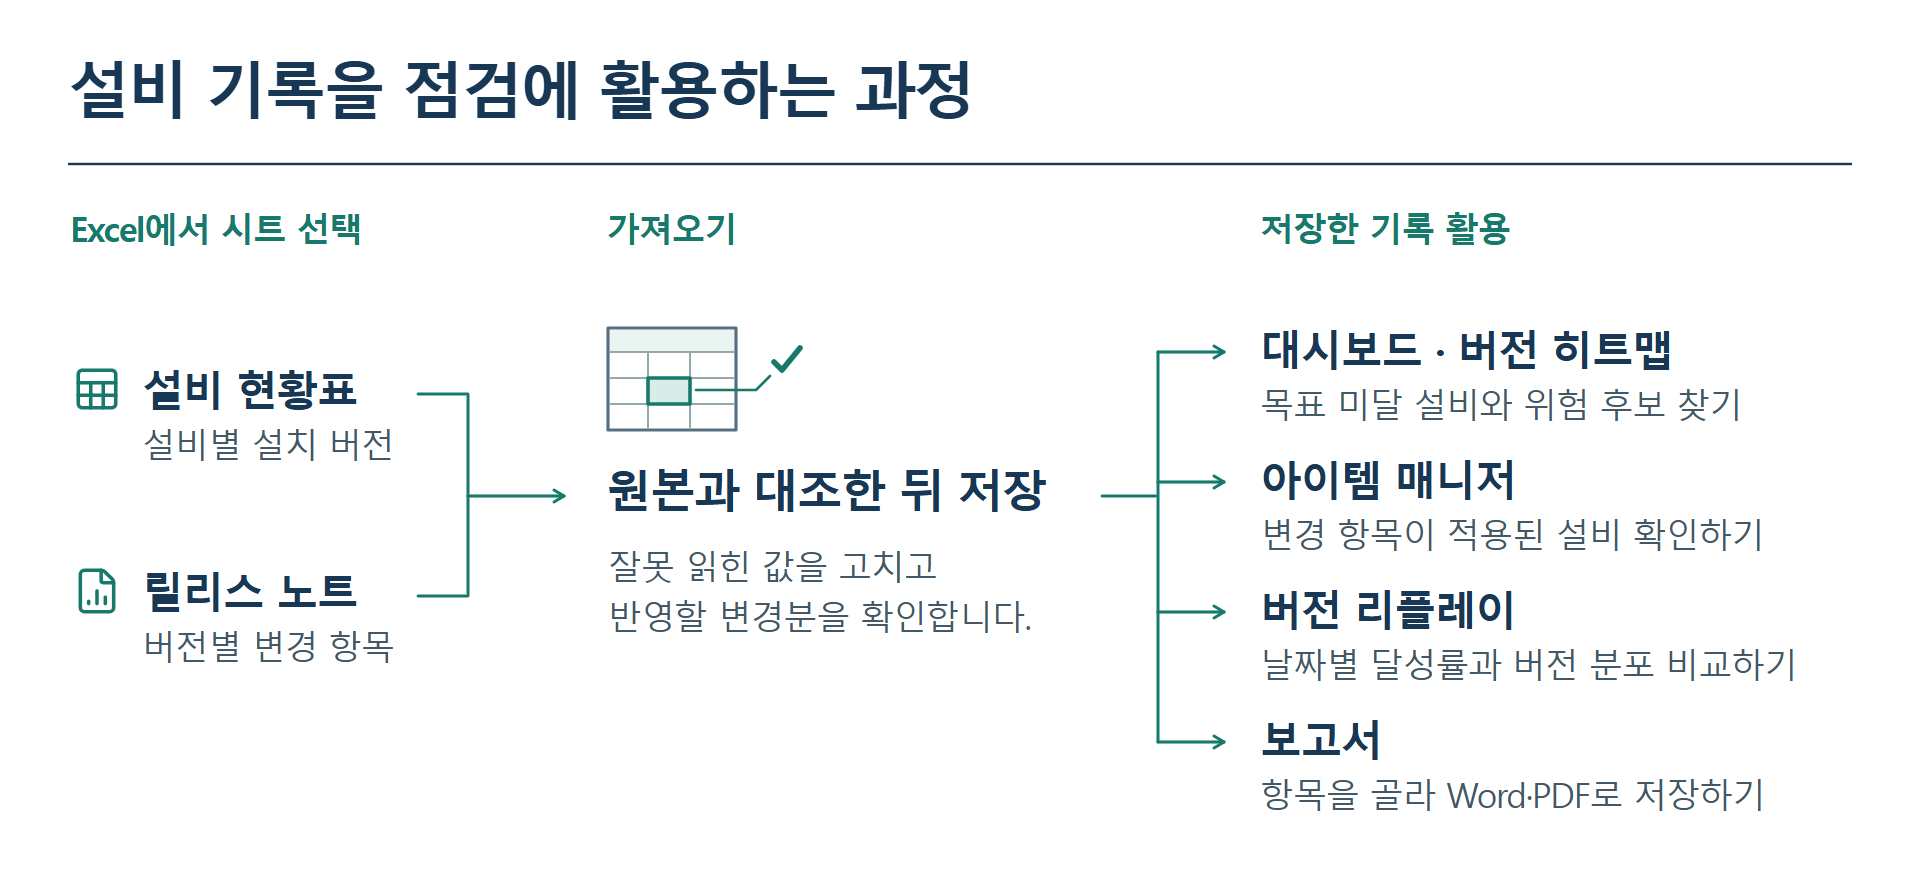 설비 기록을 점검에 활용하는 과정
Excel에서 시트 선택
설비 현황표
설비별 설치 버전
릴리스 노트
버전별 변경 항목
가져오기
원본과 대조한 뒤 저장
잘못 읽힌 값을 고치고
반영할 변경분을 확인합니다.
저장한 기록 활용
대시보드 · 버전 히트맵
목표 미달 설비와 위험 후보 찾기
아이템 매니저
변경 항목이 적용된 설비 확인하기
버전 리플레이
날짜별 달성률과 버전 분포 비교하기
보고서
항목을 골라 Word·PDF로 저장하기